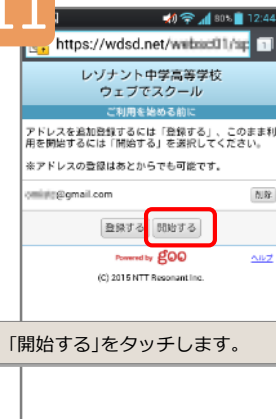 11
80% 12:44
https://wdsd.net/
1
レゾナント中学高等学校
ウェブでスクール
ご利用を始める前に
アドレスを追加登録するには「登録する」、このまま利
用を開始するには「開始する」を選択してください。
※アドレスの登録はあとからでも可能です。
@gmail.com 削除
登録する 開始する
Powered by goo ヘルプ
(C) 2015 NTT Resonant Inc.
「開始する」をタッチします。